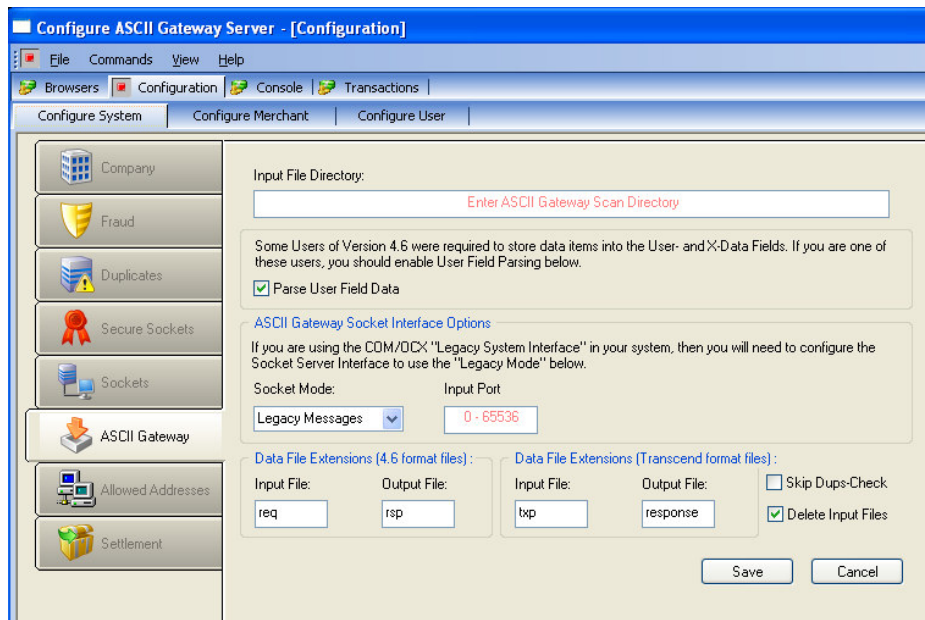 Configure ASCII Gateway Server - [Configuration]
File Commands View Help
Browsers Configuration Console Transactions
Configure System Configure Merchant Configure User
Company
Fraud
Duplicates
Secure Sockets
Sockets
ASCII Gateway
Allowed Addresses
Settlement
Input File Directory:
Enter ASCII Gateway Scan Directory
Some Users of Version 4.6 were required to store data items into the User- and X-Data Fields. If you are one of
these users, you should enable User Field Parsing below.
Parse User Field Data
ASCII Gateway Socket Interface Options
If you are using the COM/OCX "Legacy System Interface" in your system, then you will need to configure the
Socket Server Interface to use the "Legacy Mode" below.
Socket Mode: Input Port
Legacy Messages 0 - 65536
Data File Extensions (4.6 format files) : Data File Extensions (Transcend format files) :
Input File: Output File: Input File: Output File: Skip Dups-Check
req rsp txp response Delete Input Files
Save Cancel